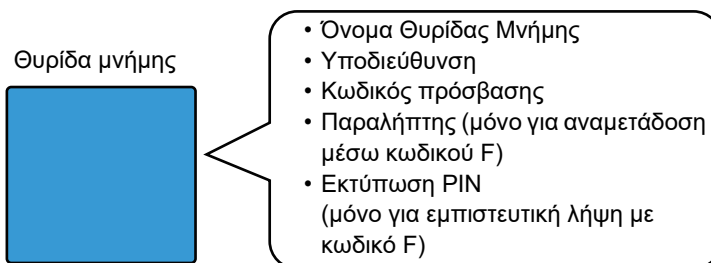 Θυρίδα μνήμης
• Όνομα Θυρίδας Μνήμης
• Υποδιεύθυνση
• Κωδικός πρόσβασης
• Παραλήπτης (μόνο για αναμετάδοση
μέσω κωδικού F)
• Εκτύπωση PIN
(μόνο για εμπιστευτική λήψη με
κωδικό F)